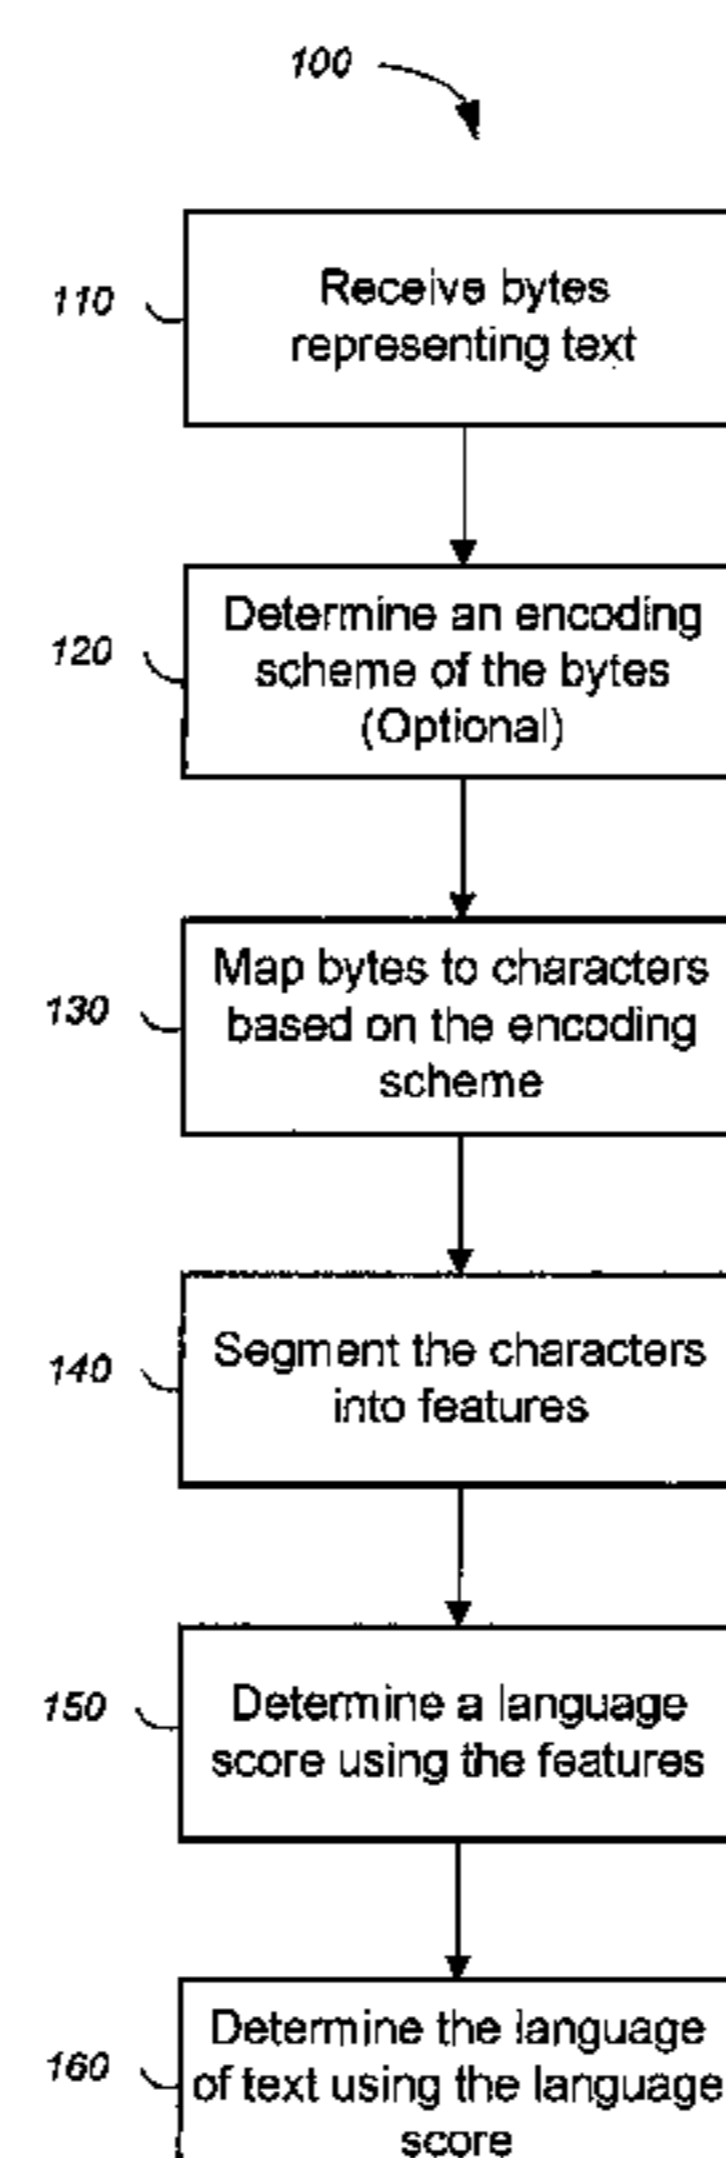 100
110
Receive bytes
representing text
120
Determine an encoding
scheme of the bytes
(Optional)
130
Map bytes to characters
based on the encoding
scheme
140
Segment the characters
into features
150
Determine a language
score using the features
160
Determine the language
of text using the language
score